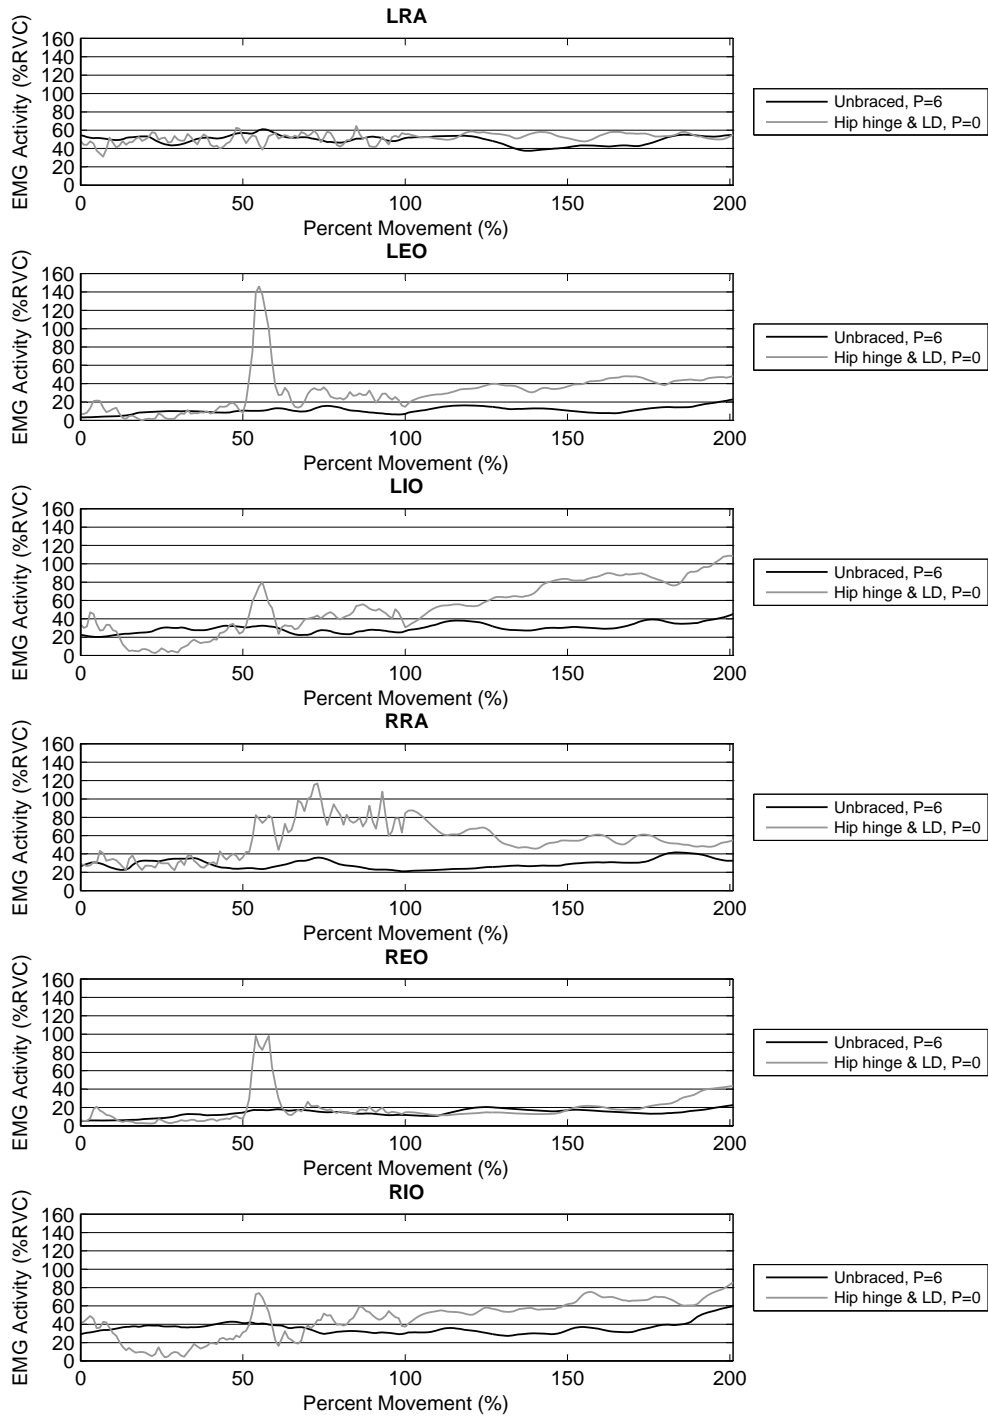 LRA
EMG Activity (%RVC)
160
140
120
100
80
60
40
20
0
0 50 100 150 200
Percent Movement (%)
Unbraced, P=6
Hip hinge & LD, P=0
LEO
EMG Activity (%RVC)
160
140
120
100
80
60
40
20
0
0 50 100 150 200
Percent Movement (%)
Unbraced, P=6
Hip hinge & LD, P=0
LIO
EMG Activity (%RVC)
160
140
120
100
80
60
40
20
0
0 50 100 150 200
Percent Movement (%)
Unbraced, P=6
Hip hinge & LD, P=0
RRA
EMG Activity (%RVC)
160
140
120
100
80
60
40
20
0
0 50 100 150 200
Percent Movement (%)
Unbraced, P=6
Hip hinge & LD, P=0
REO
EMG Activity (%RVC)
160
140
120
100
80
60
40
20
0
0 50 100 150 200
Percent Movement (%)
Unbraced, P=6
Hip hinge & LD, P=0
RIO
EMG Activity (%RVC)
160
140
120
100
80
60
40
20
0
0 50 100 150 200
Percent Movement (%)
Unbraced, P=6
Hip hinge & LD, P=0